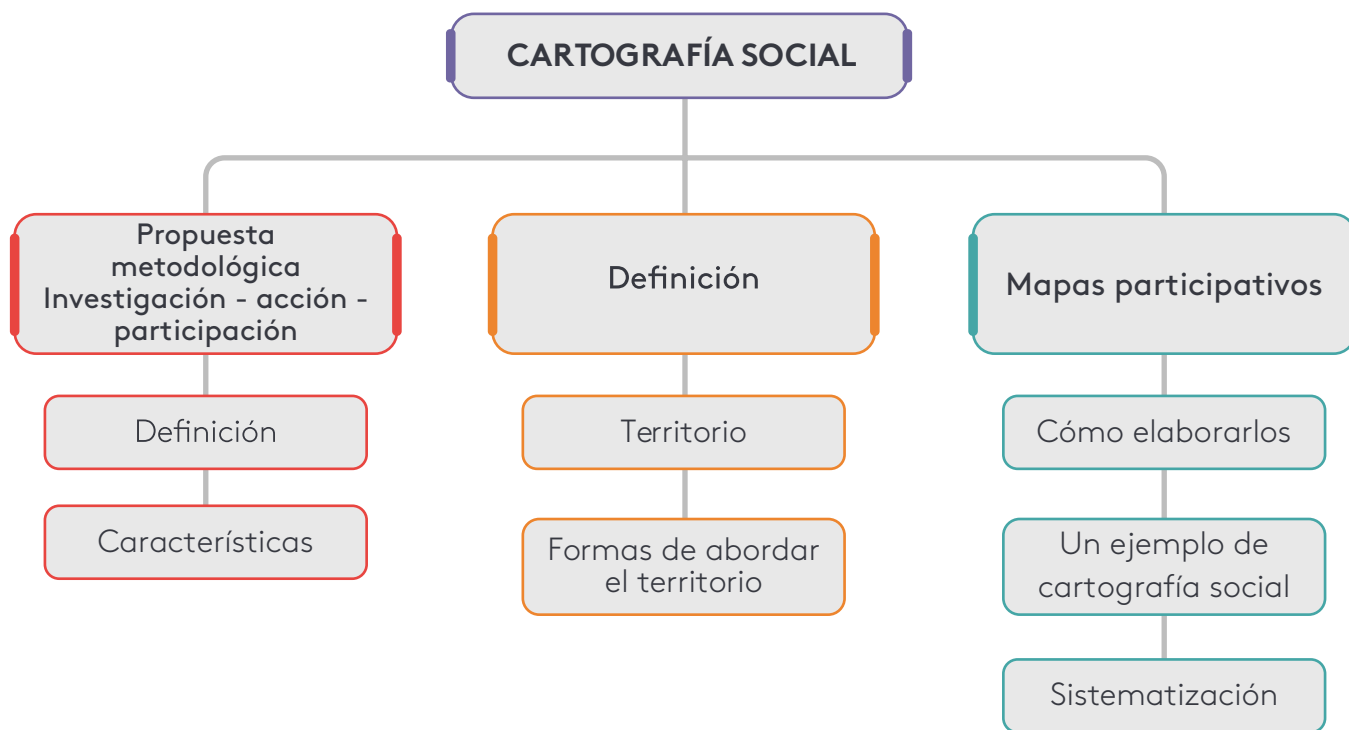 CARTOGRAFÍA SOCIAL
Propuesta
metodológica
Investigación - acción -
participación
Definición
Características
Definición
Territorio
Formas de abordar
el territorio
Mapas participativos
Cómo elaborarlos
Un ejemplo de
cartografía social
Sistematización